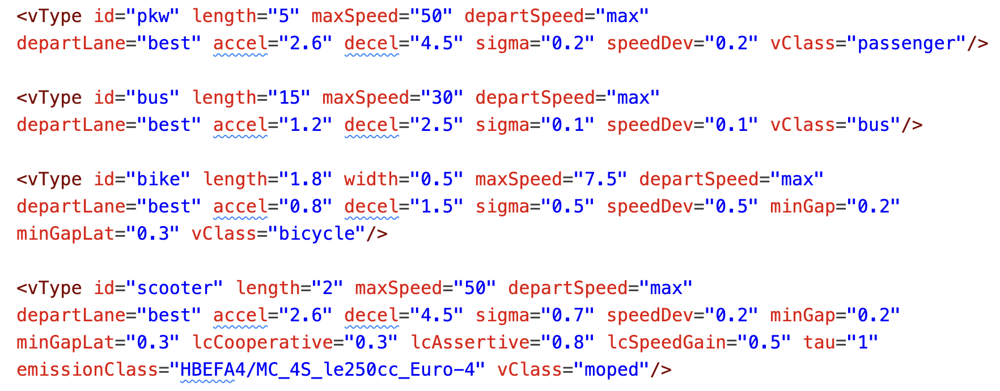 <vType id="pkw" length="5" maxSpeed="50" departSpeed="max"
departLane="best" accel="2.6" decel="4.5" sigma="0.2" speedDev="0.2" vClass="passenger"/>
<vType id="bus" length="15" maxSpeed="30" departSpeed="max"
departLane="best" accel="1.2" decel="2.5" sigma="0.1" speedDev="0.1" vClass="bus"/>
<vType id="bike" length="1.8" width="0.5" maxSpeed="7.5" departSpeed="max"
departLane="best" accel="0.8" decel="1.5" sigma="0.5" speedDev="0.5" minGap="0.2"
minGapLat="0.3" vClass="bicycle"/>
<vType id="scooter" length="2" maxSpeed="50" departSpeed="max"
departLane="best" accel="2.6" decel="4.5" sigma="0.7" speedDev="0.2" minGap="0.2"
minGapLat="0.3" lcCooperative="0.3" lcAssertive="0.8" lcSpeedGain="0.5" tau="1"
emissionClass="HBEFA4/MC_4S_le250cc_Euro-4" vClass="moped"/>